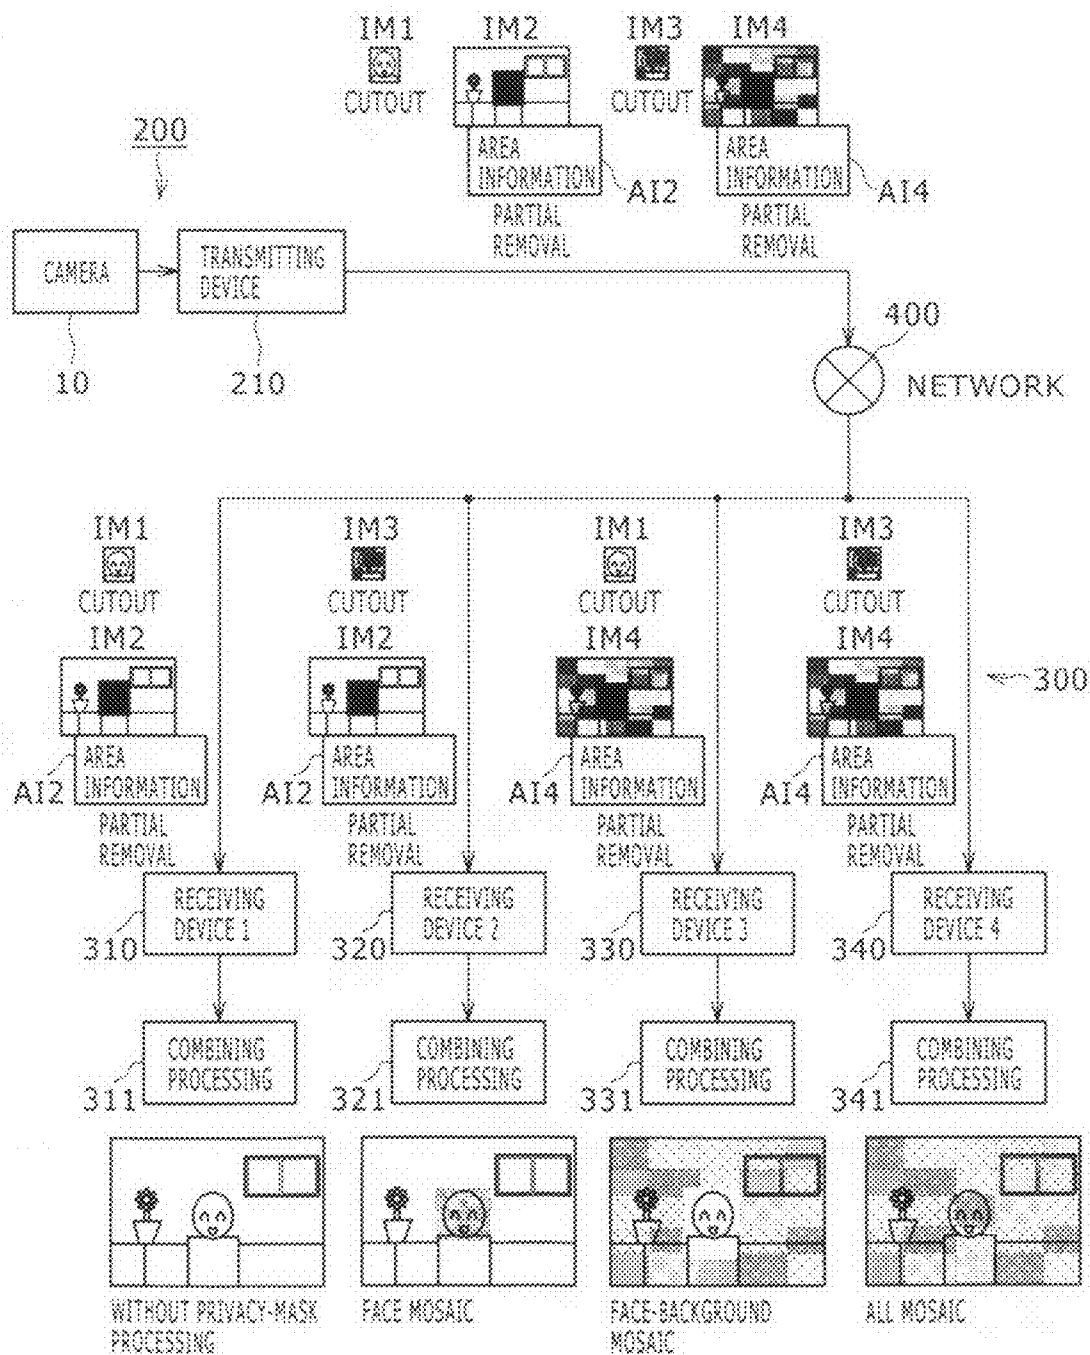 IM1 IM2 IM3 IM4
CUTOUT CUTOUT
200
AREA
INFORMATION
AI2
AREA
INFORMATION
AI4
PARTIAL
REMOVAL
PARTIAL
REMOVAL
CAMERA
TRANSMITTING
DEVICE
10
210
400
NETWORK
IM1 IM3 IM1 IM3
CUTOUT CUTOUT CUTOUT CUTOUT
IM2 IM2 IM4 IM4
300
AI2
AREA
INFORMATION
AI2
AREA
INFORMATION
AI4
AREA
INFORMATION
AI4
AREA
INFORMATION
PARTIAL
REMOVAL
PARTIAL
REMOVAL
PARTIAL
REMOVAL
PARTIAL
REMOVAL
RECEIVING
DEVICE 1
310
RECEIVING
DEVICE 2
320
RECEIVING
DEVICE 3
330
RECEIVING
DEVICE 4
340
COMBINING
PROCESSING
311
COMBINING
PROCESSING
321
COMBINING
PROCESSING
331
COMBINING
PROCESSING
341
WITHOUT PRIVACY-MASK
PROCESSING
FACE MOSAIC
FACE-BACKGROUND
MOSAIC
ALL MOSAIC